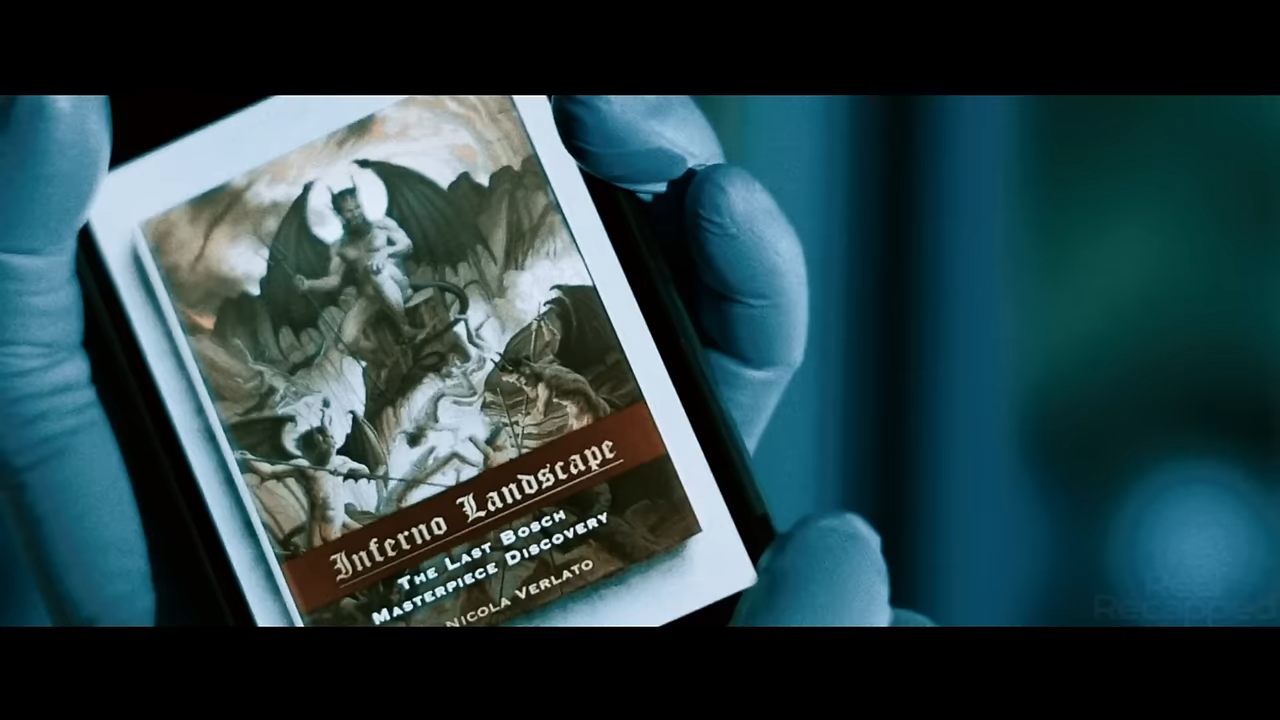 Inferno Landscape
The Last Bosch
Masterpiece Discovery
Nicola Verlato